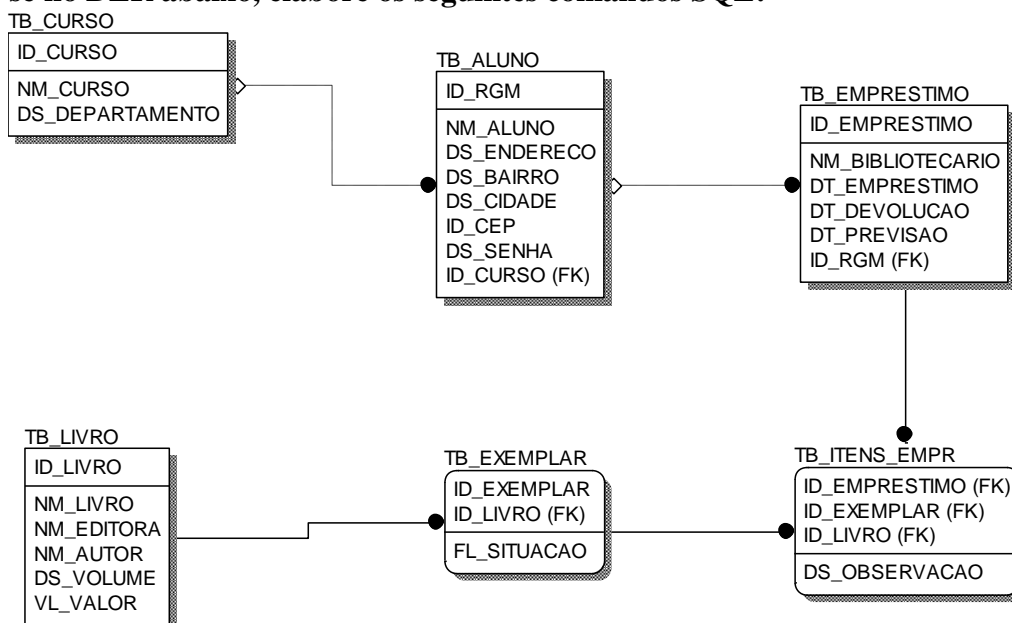 se no DER abaixo, elabore os seguintes comandos SQL:
TB_CURSO
ID_CURSO
NM_CURSO
DS_DEPARTAMENTO
TB_ALUNO
ID_RGM
NM_ALUNO
DS_ENDERECO
DS_BAIRRO
DS_CIDADE
ID_CEP
DS_SENHA
ID_CURSO (FK)
TB_EMPRESTIMO
ID_EMPRESTIMO
NM_BIBLIOTECARIO
DT_EMPRESTIMO
DT_DEVOLUCAO
DT_PREVISAO
ID_RGM (FK)
TB_LIVRO
ID_LIVRO
NM_LIVRO
NM_EDITORA
NM_AUTOR
DS_VOLUME
VL_VALOR
TB_EXEMPLAR
ID_EXEMPLAR
ID_LIVRO (FK)
FL_SITUACAO
TB_ITENS_EMPR
ID_EMPRESTIMO (FK)
ID_EXEMPLAR (FK)
ID_LIVRO (FK)
DS_OBSERVACAO